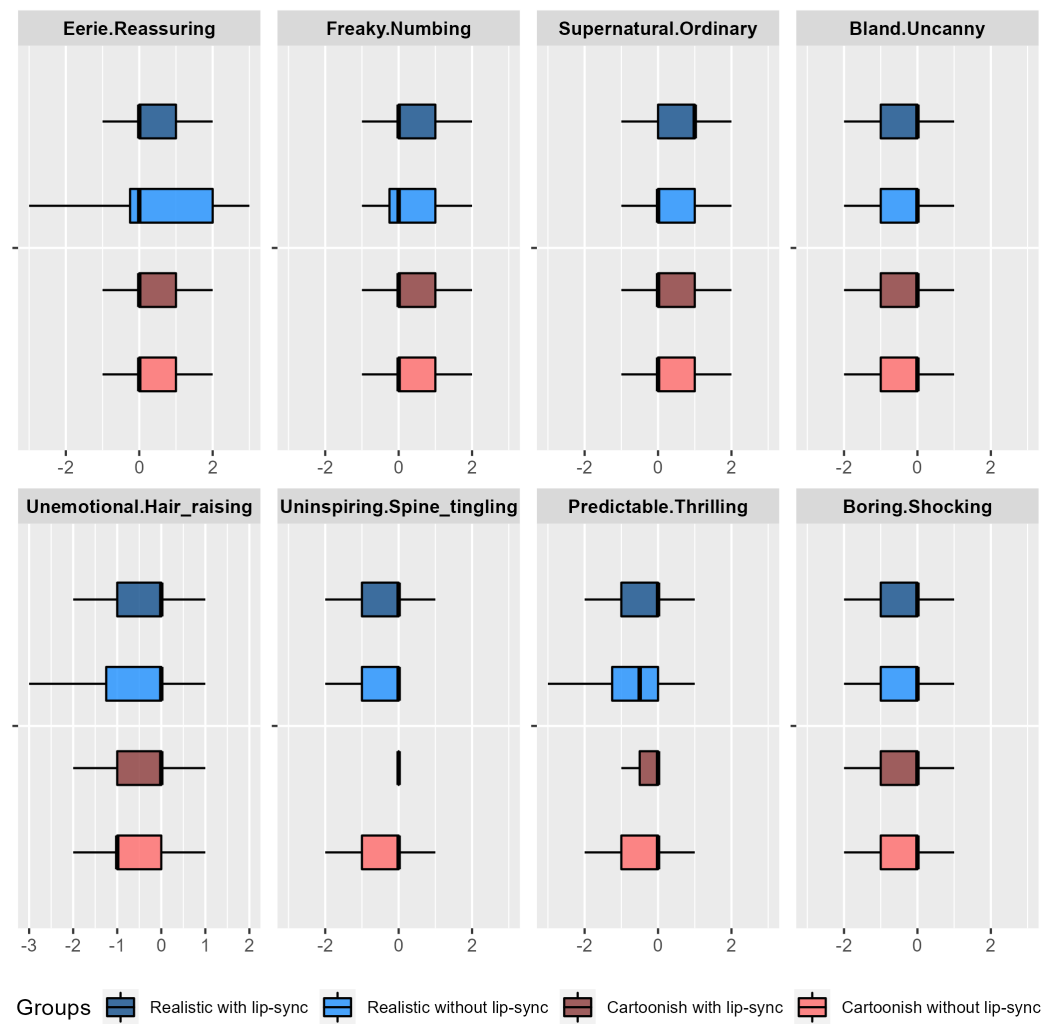 Eerie.Reassuring Freaky.Numbing Supernatural.Ordinary Bland.Uncanny
-2 0 2 -2 0 2 -2 0 2 -2 0 2
Unemotional.Hair_raising Uninspiring.Spine_tingling Predictable.Thrilling Boring.Shocking
-3 -2 -1 0 1 2 -2 0 2 -2 0 2 -2 0 2
Groups Realistic with lip-sync Realistic without lip-sync Cartoonish with lip-sync Cartoonish without lip-sync